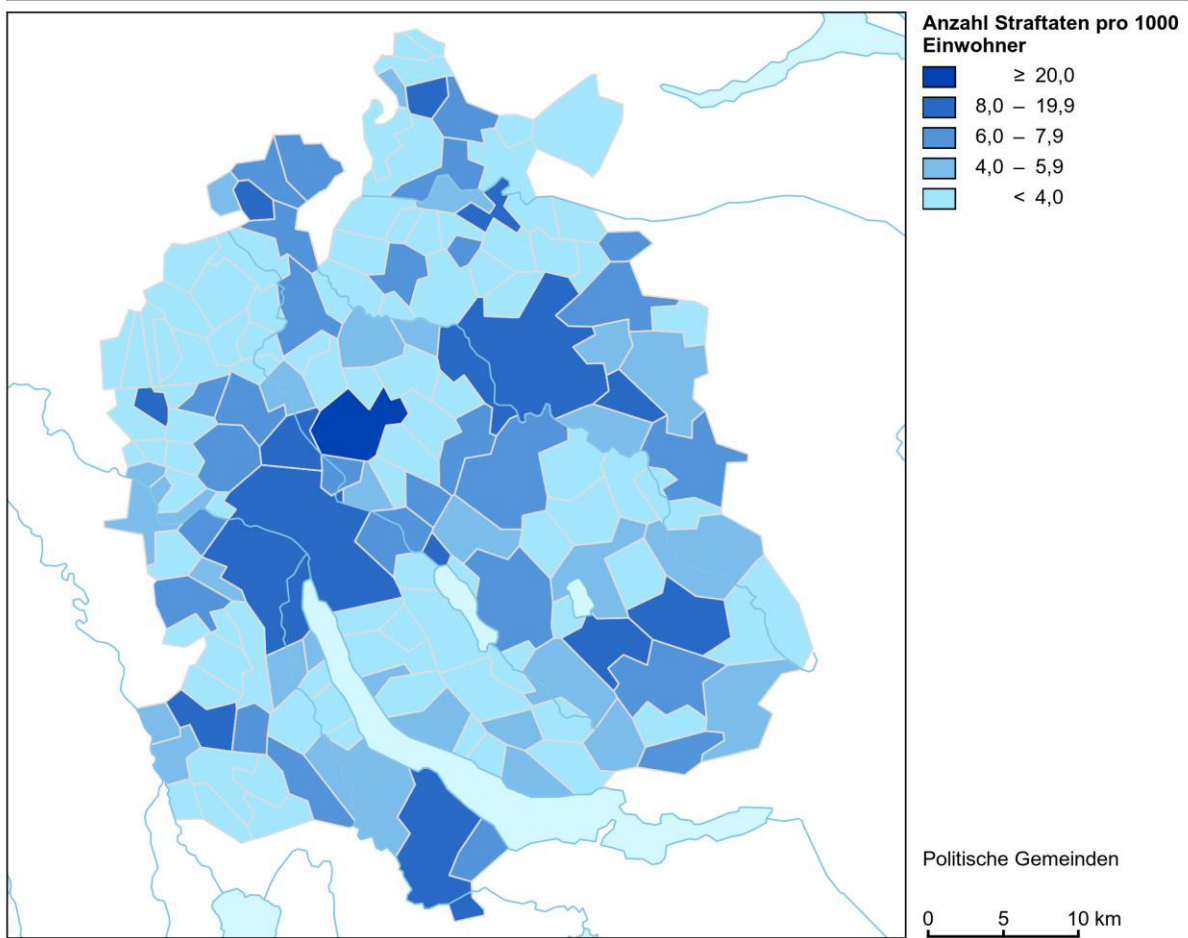 Anzahl Straftaten pro 1000
Einwohner
≥ 20,0
8,0 – 19,9
6,0 – 7,9
4,0 – 5,9
< 4,0
Politische Gemeinden
0 5 10 km